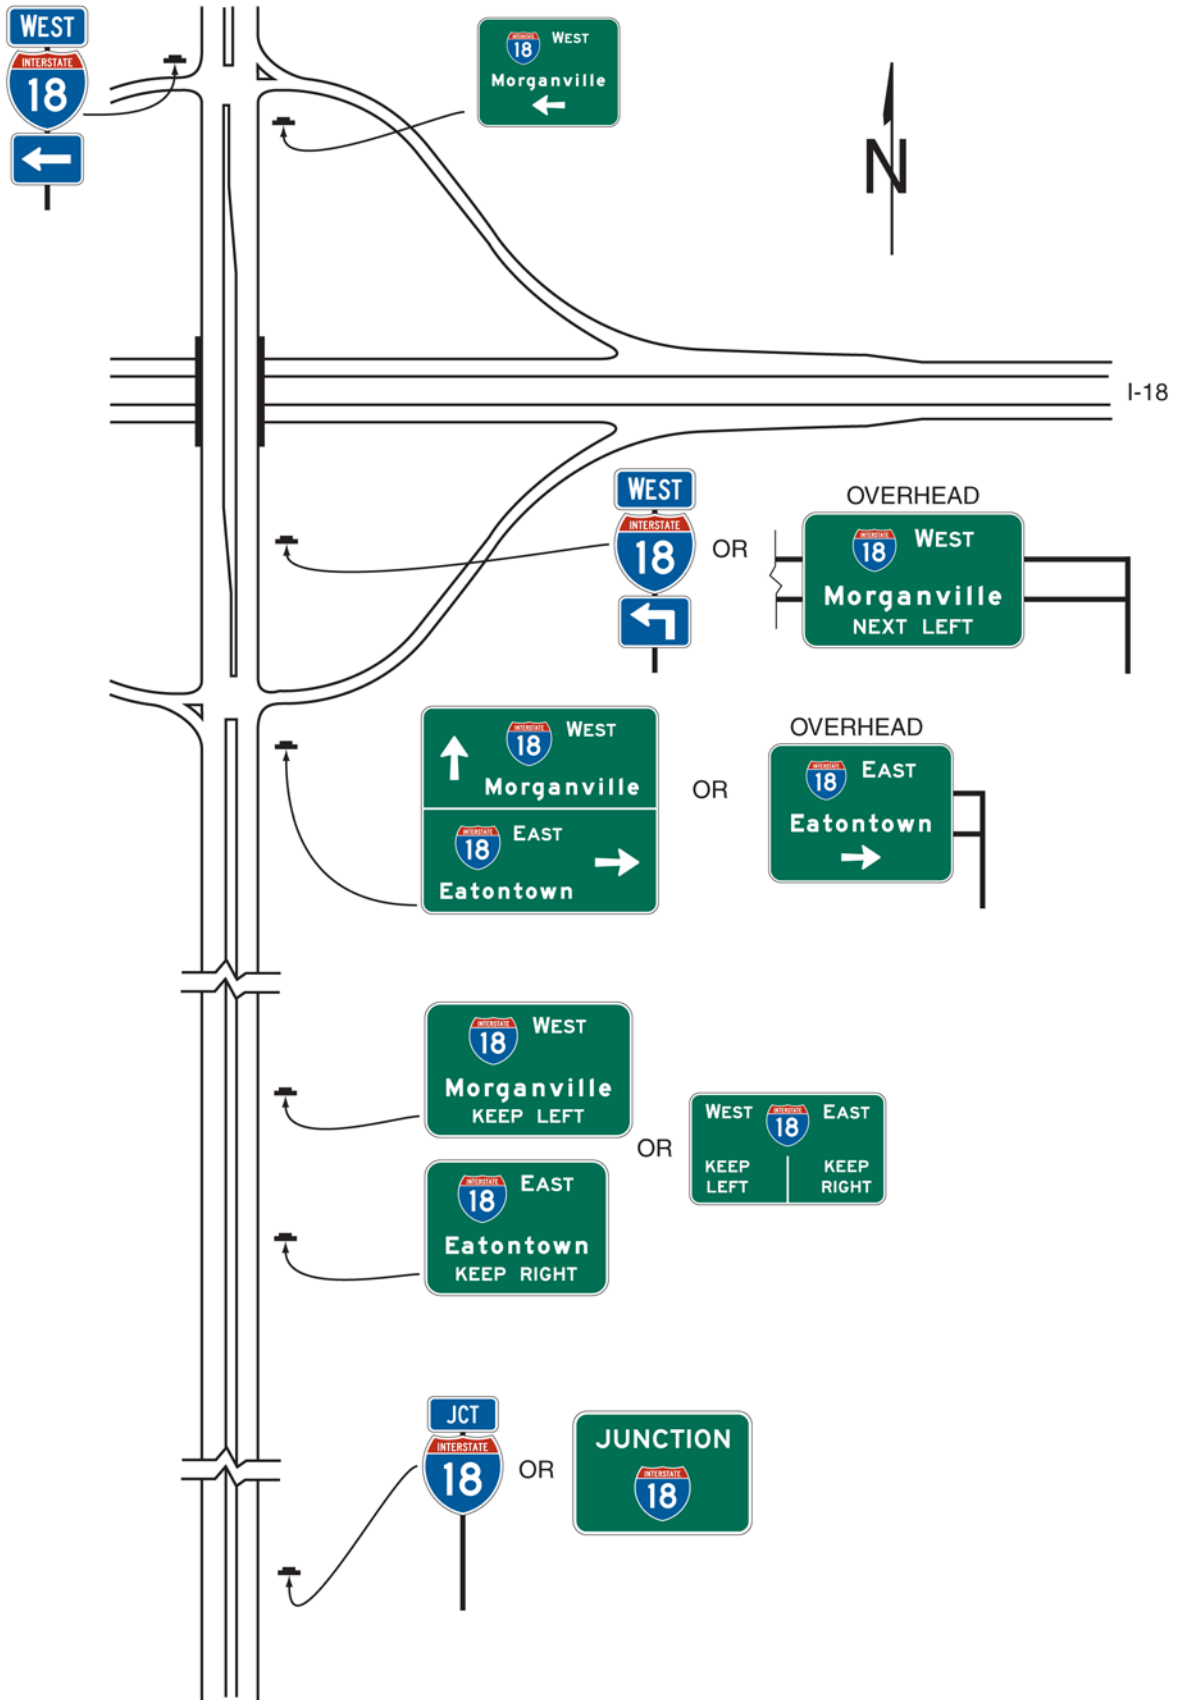 WEST
INTERSTATE
18
INTERSTATE
18 WEST
Morganville
N
I-18
WEST
INTERSTATE
18
OR
OVERHEAD
INTERSTATE
18 WEST
Morganville
NEXT LEFT
INTERSTATE
18 WEST
Morganville
INTERSTATE
18 EAST
Eatontown
OR
OVERHEAD
INTERSTATE
18 EAST
Eatontown
INTERSTATE
18 WEST
Morganville
KEEP LEFT
INTERSTATE
18 EAST
Eatontown
KEEP RIGHT
OR
WEST INTERSTATE 18 EAST
KEEP KEEP
LEFT RIGHT
JCT
INTERSTATE
18
OR
JUNCTION
INTERSTATE
18